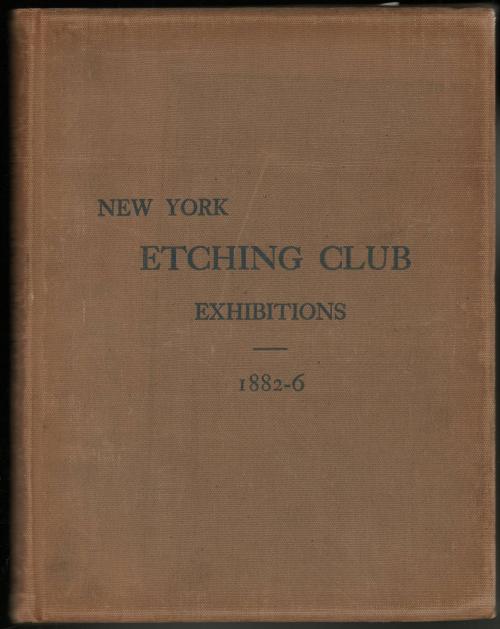 NEW YORK
ETCHING CLUB
EXHIBITIONS
1882-6